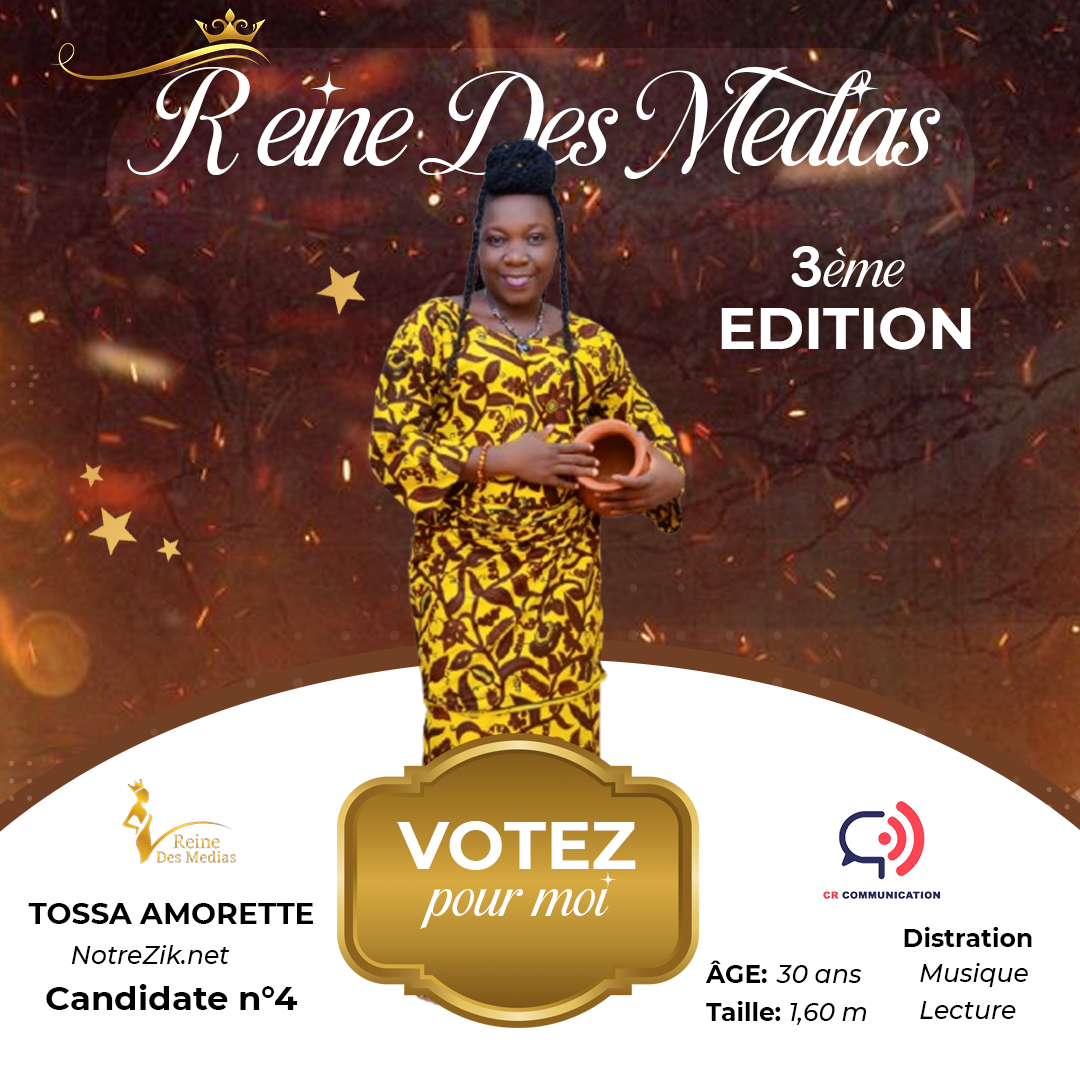 Reine Des Medias
3ème
EDITION
Reine
Des Medias
VOTEZ
pour moi
CR COMMUNICATION
TOSSA AMORETTE
NotreZik.net
Candidate n°4
ÂGE: 30 ans
Taille: 1,60 m
Distration
Musique
Lecture